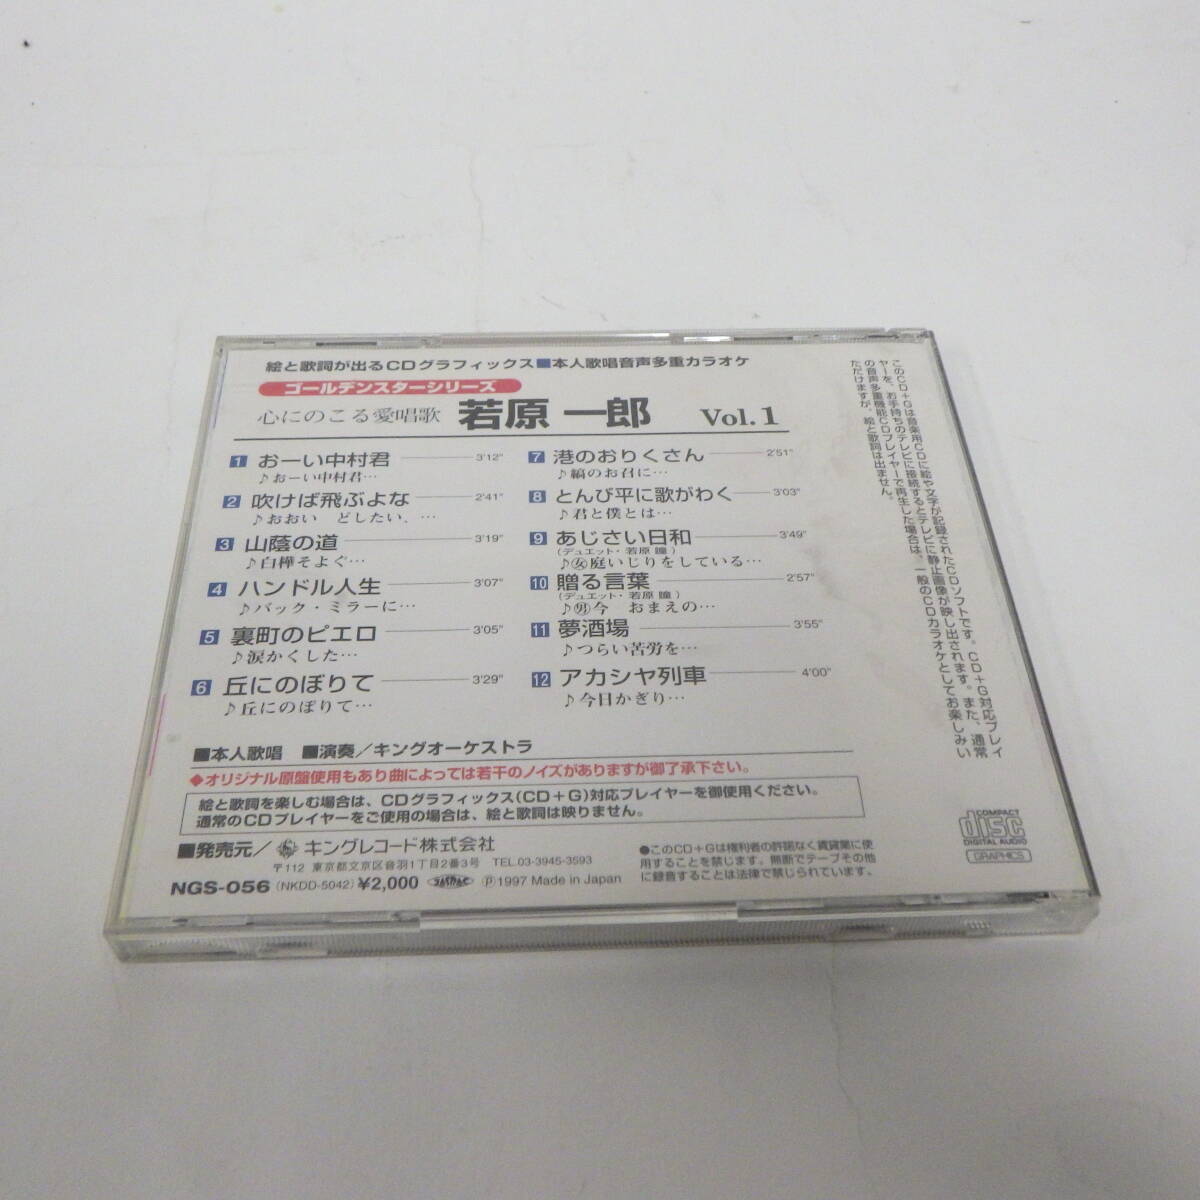 絵と歌詞が出るCDグラフィックス■本人歌唱音声多重カラオケ
ゴールデンスターシリーズ
心にのこる愛唱歌 若原 一郎 Vol.1
1 おーい中村君 3'12"
♪おーい中村君…
2 吹けば飛ぶよな 2'41"
♪おおい どしたい、…
3 山蔭の道 3'19"
♪白樺そよぐ…
4 ハンドル人生 3'07"
♪バック・ミラーに…
5 裏町のピエロ 3'05"
♪涙かくした…
6 丘にのぼりて 3'29"
♪丘にのぼりて…
7 港のおりくさん 2'51"
♪縞のお召に…
8 とんび平に歌がわく 3'03"
♪君と僕とは…
9 あじさい日和 3'49"
(デュエット・若原 瞳)
♪㊛庭いじりをしている…
10 贈る言葉 2'57"
(デュエット・若原 瞳)
♪㊚今 おまえの…
11 夢酒場 3'55"
♪つらい苦労を…
12 アカシヤ列車 4'00"
♪今日かぎり…
このCD+Gは音楽用CDに絵や文字が記録されたCDソフトです。CD+G対応プレイ
ヤーを、お手持ちのテレビに接続するとテレビに静止画像が映し出されます。また、通常
の音声多重機能CDプレイヤーで再生した場合は、一般のCDカラオケとしてお楽しみい
ただけますが、絵と歌詞は出ません。
■本人歌唱 ■演奏/キングオーケストラ
◆オリジナル原盤使用もあり曲によっては若干のノイズがありますが御了承下さい。
絵と歌詞を楽しむ場合は、CDグラフィックス(CD+G)対応プレイヤーを御使用ください。
通常のCDプレイヤーをご使用の場合は、絵と歌詞は映りません。
■発売元/ キングレコード株式会社
〒112 東京都文京区音羽1丁目2番3号 TEL.03-3945-3593
NGS-056 (NKDD-5042) ¥2,000 ℗1997 Made in Japan
●このCD+Gは権利者の許諾なく賃貸業に使
用することを禁じます。無断でテープその他
に録音することは法律で禁じられています。
COMPACT
disc
DIGITAL AUDIO
GRAPHICS